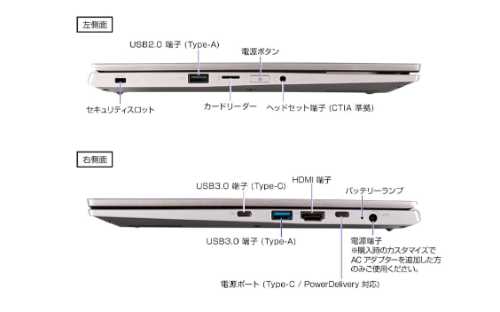 左側面
USB2.0 端子 (Type-A)
電源ボタン
セキュリティスロット
カードリーダー
ヘッドセット端子 (CTIA 準拠)
右側面
USB3.0 端子 (Type-C)
HDMI 端子
バッテリーランプ
USB3.0 端子 (Type-A)
電源端子
※購入時のカスタマイズで
AC アダプターを追加した方
のみご使用ください。
電源ポート (Type-C / PowerDelivery 対応)